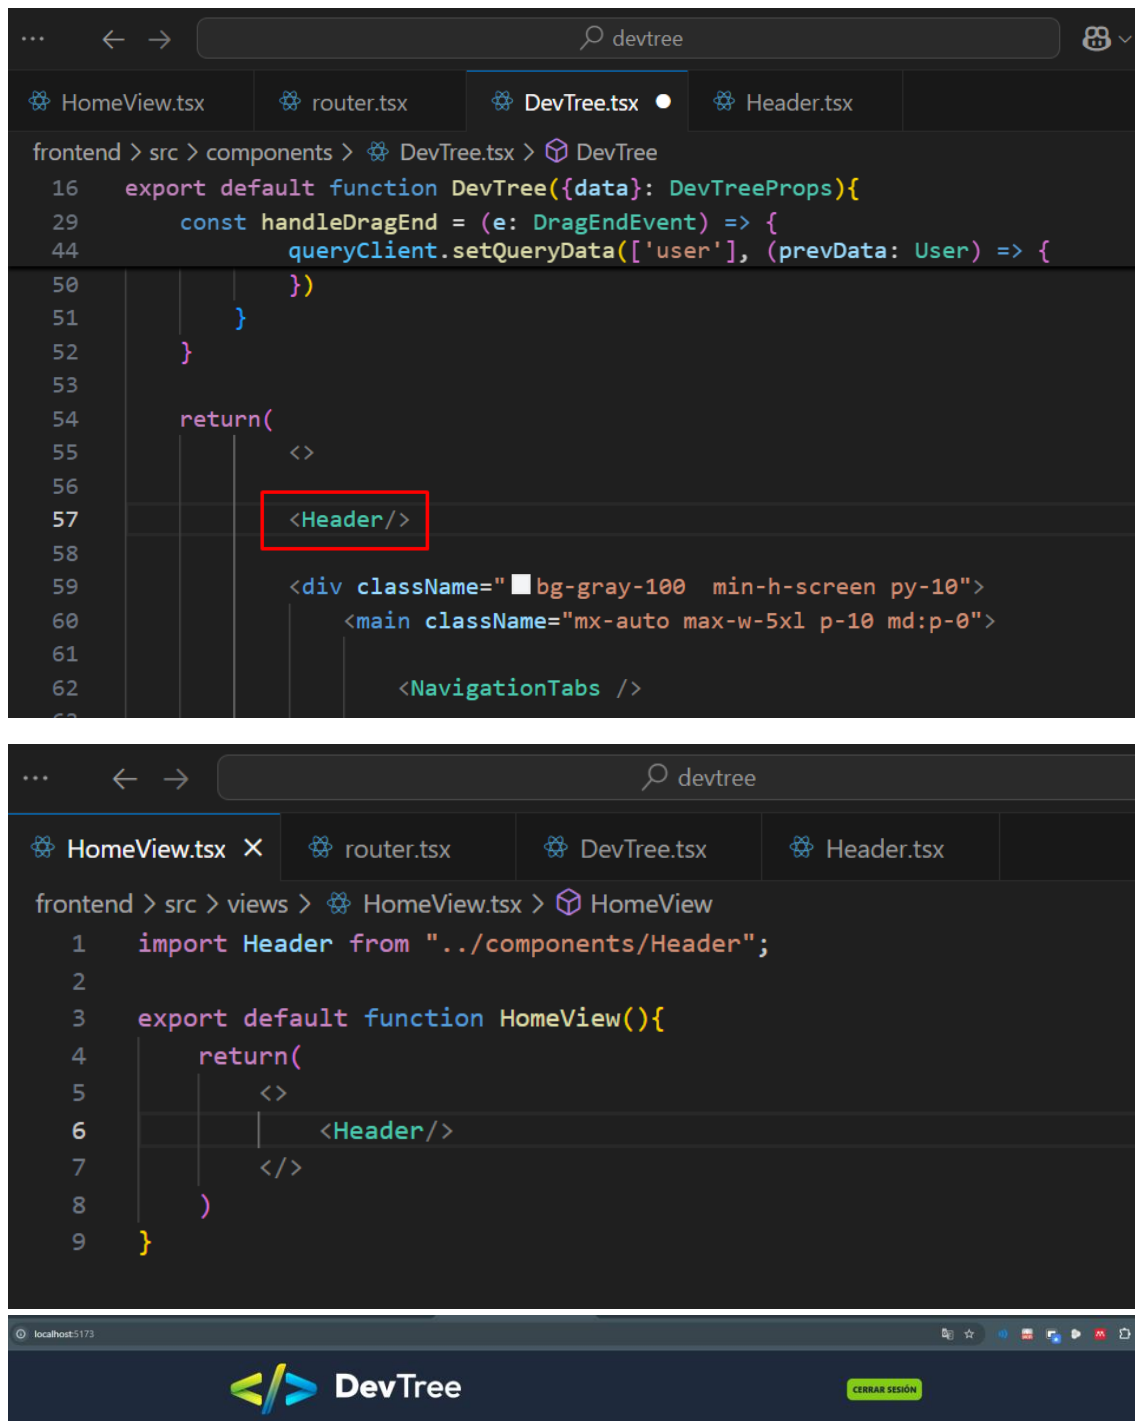 devtree
HomeView.tsx router.tsx DevTree.tsx Header.tsx
frontend > src > components > DevTree.tsx > DevTree
16 export default function DevTree({data}: DevTreeProps){
29 const handleDragEnd = (e: DragEndEvent) => {
44 queryClient.setQueryData(['user'], (prevData: User) => {
50 })
51 }
52 }
53
54 return(
55 <>
56
57 <Header/>
58
59 <div className="bg-gray-100  min-h-screen py-10">
60 <main className="mx-auto max-w-5xl p-10 md:p-0">
61
62 <NavigationTabs />
devtree
HomeView.tsx router.tsx DevTree.tsx Header.tsx
frontend > src > views > HomeView.tsx > HomeView
1 import Header from "../components/Header";
2
3 export default function HomeView(){
4 return(
5 <>
6 <Header/>
7 </>
8 )
9 }
localhost:5173
</> DevTree
CERRAR SESIÓN